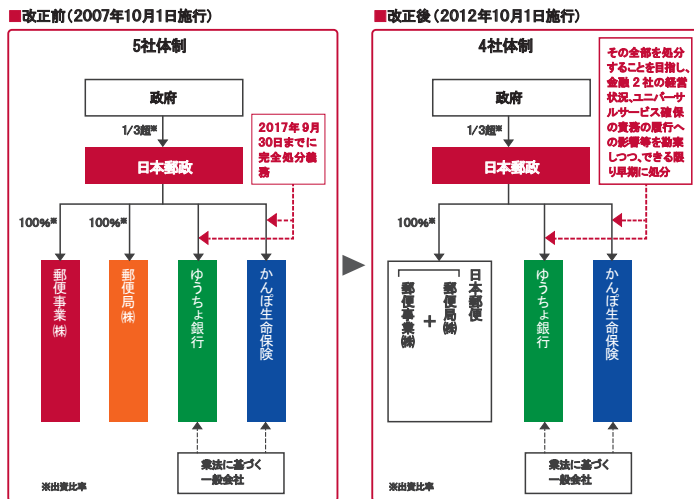 ■改正前(2007年10月1日施行)
5社体制
政府
1/3超※
2017年9月
30日までに
完全処分義
務
日本郵政
100%※
100%※
郵便事業㈱
郵便局㈱
ゆうちょ銀行
かんぽ生命保険
業法に基づく
一般会社
※出資比率
■改正後(2012年10月1日施行)
4社体制
その全部を処分
することを目指し、
金融2社の経営
状況、ユニバーサ
ルサービス確保
の責務の履行へ
の影響等を勘案
しつつ、できる限
り早期に処分
政府
1/3超※
日本郵政
100%※
日本郵便
郵便局㈱
+
郵便事業㈱
ゆうちょ銀行
かんぽ生命保険
業法に基づく
一般会社
※出資比率